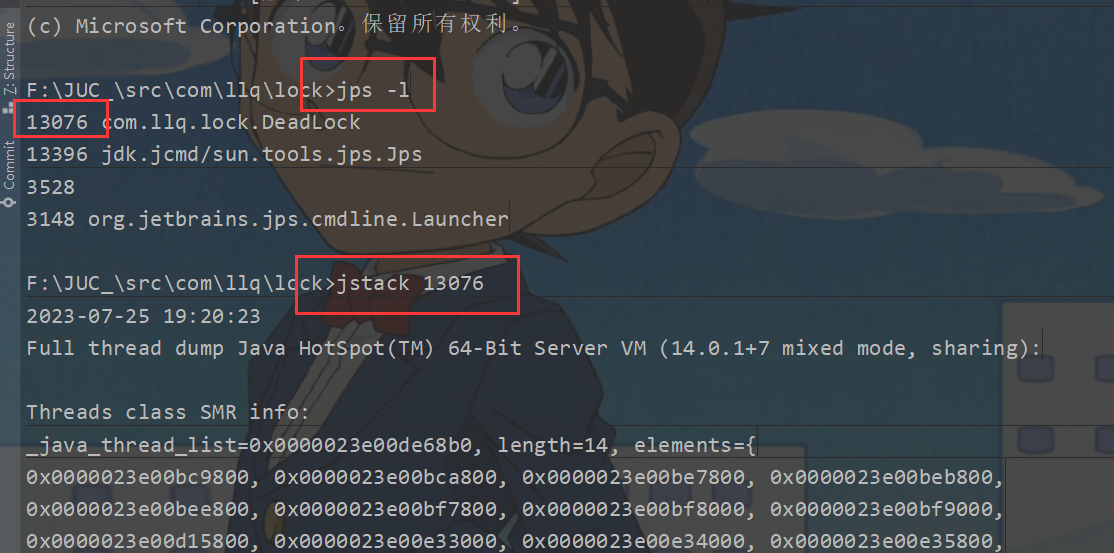 Z: Structure
Commit
(c) Microsoft Corporation。保留所有权利。
F:\JUC_\src\com\llq\lock>jps -l
13076 com.llq.lock.DeadLock
13396 jdk.jcmd/sun.tools.jps.Jps
3528
3148 org.jetbrains.jps.cmdline.Launcher
F:\JUC_\src\com\llq\lock>jstack 13076
2023-07-25 19:20:23
Full thread dump Java HotSpot(TM) 64-Bit Server VM (14.0.1+7 mixed mode, sharing):
Threads class SMR info:
_java_thread_list=0x0000023e00de68b0, length=14, elements={
0x0000023e00bc9800, 0x0000023e00bca800, 0x0000023e00be7800, 0x0000023e00beb800,
0x0000023e00bee800, 0x0000023e00bf7800, 0x0000023e00bf8000, 0x0000023e00bf9000,
0x0000023e00d15800, 0x0000023e00e33000, 0x0000023e00e34000, 0x0000023e00e35800,